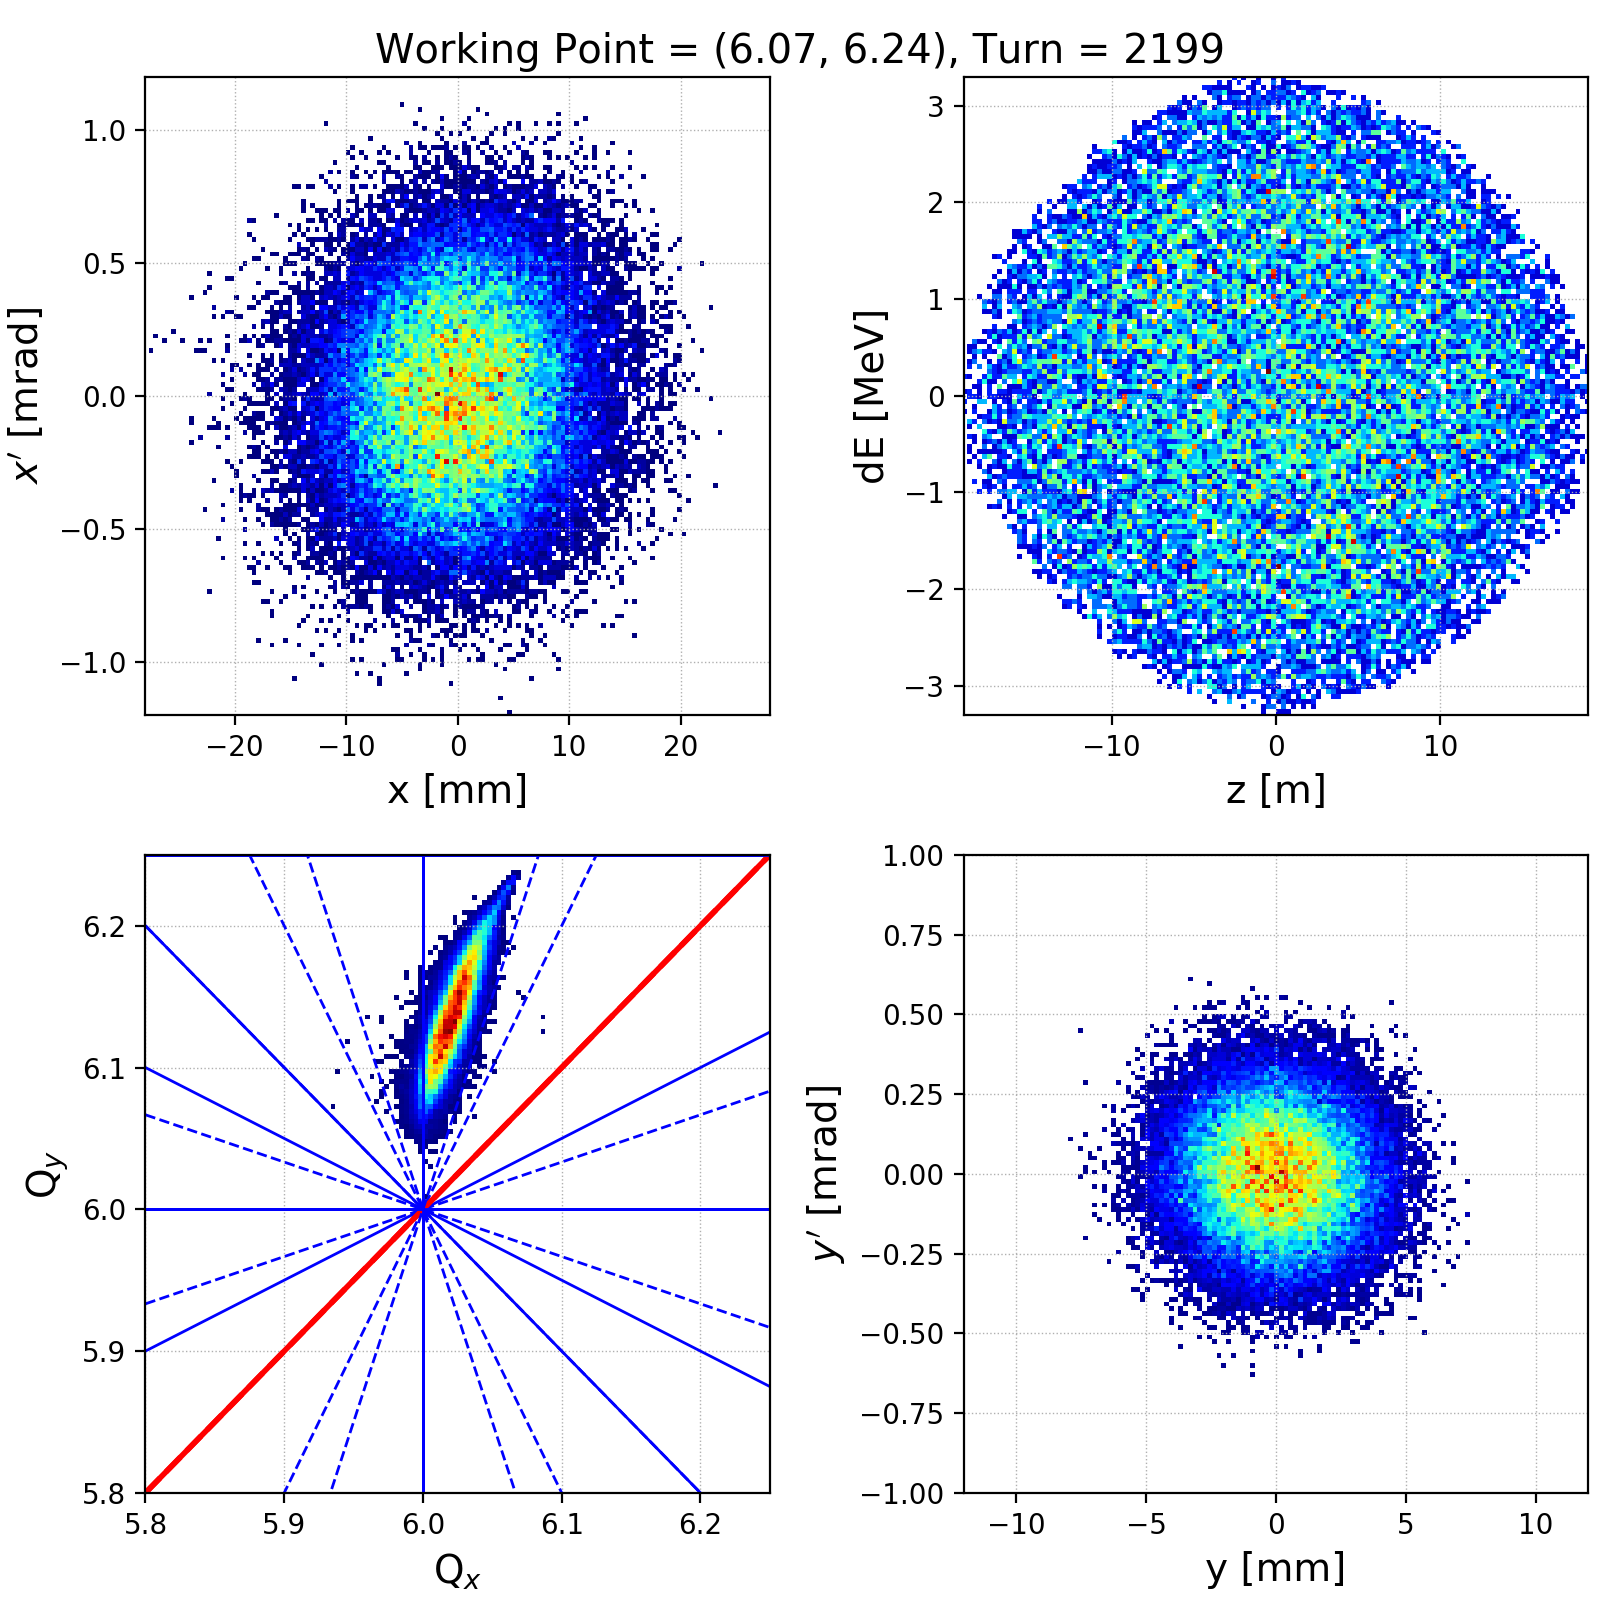 Working Point = (6.07, 6.24), Turn = 2199
1.0
0.5
0.0
−0.5
−1.0
x′ [mrad]
−20 −10 0 10 20
x [mm]
3
2
1
0
−1
−2
−3
dE [MeV]
−10 0 10
z [m]
6.2
6.1
6.0
5.9
5.8
Qy
5.8 5.9 6.0 6.1 6.2
Qx
1.00
0.75
0.50
0.25
0.00
−0.25
−0.50
−0.75
−1.00
y′ [mrad]
−10 −5 0 5 10
y [mm]